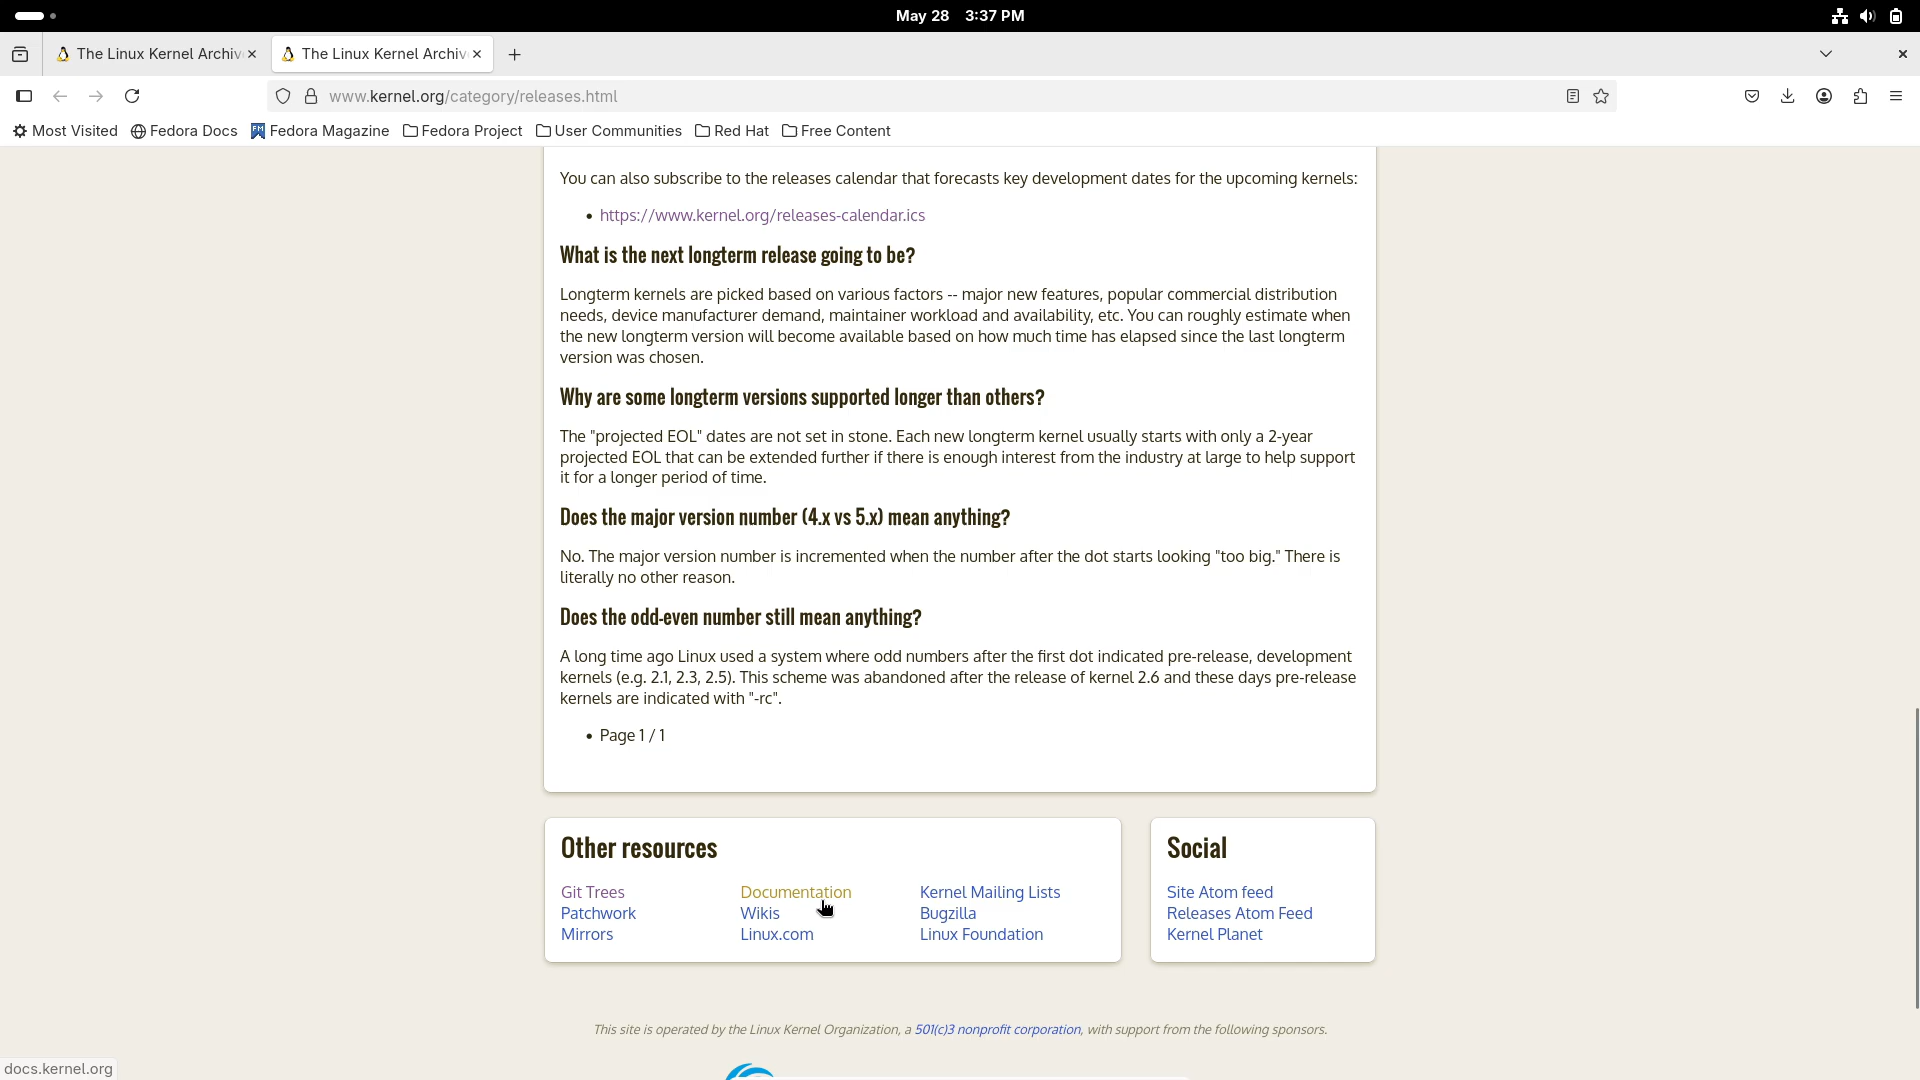 May 28 3:37 PM
The Linux Kernel Archiv
The Linux Kernel Archiv
www.kernel.org/category/releases.html
Most Visited Fedora Docs Fedora Magazine Fedora Project User Communities Red Hat Free Content
You can also subscribe to the releases calendar that forecasts key development dates for the upcoming kernels:
• https://www.kernel.org/releases-calendar.ics
What is the next longterm release going to be?
Longterm kernels are picked based on various factors -- major new features, popular commercial distribution
needs, device manufacturer demand, maintainer workload and availability, etc. You can roughly estimate when
the new longterm version will become available based on how much time has elapsed since the last longterm
version was chosen.
Why are some longterm versions supported longer than others?
The "projected EOL" dates are not set in stone. Each new longterm kernel usually starts with only a 2-year
projected EOL that can be extended further if there is enough interest from the industry at large to help support
it for a longer period of time.
Does the major version number (4.x vs 5.x) mean anything?
No. The major version number is incremented when the number after the dot starts looking "too big." There is
literally no other reason.
Does the odd-even number still mean anything?
A long time ago Linux used a system where odd numbers after the first dot indicated pre-release, development
kernels (e.g. 2.1, 2.3, 2.5). This scheme was abandoned after the release of kernel 2.6 and these days pre-release
kernels are indicated with "-rc".
• Page 1 / 1
Other resources
Git Trees Documentation Kernel Mailing Lists
Patchwork Wikis Bugzilla
Mirrors Linux.com Linux Foundation
Social
Site Atom feed
Releases Atom Feed
Kernel Planet
This site is operated by the Linux Kernel Organization, a 501(c)3 nonprofit corporation, with support from the following sponsors.
docs.kernel.org